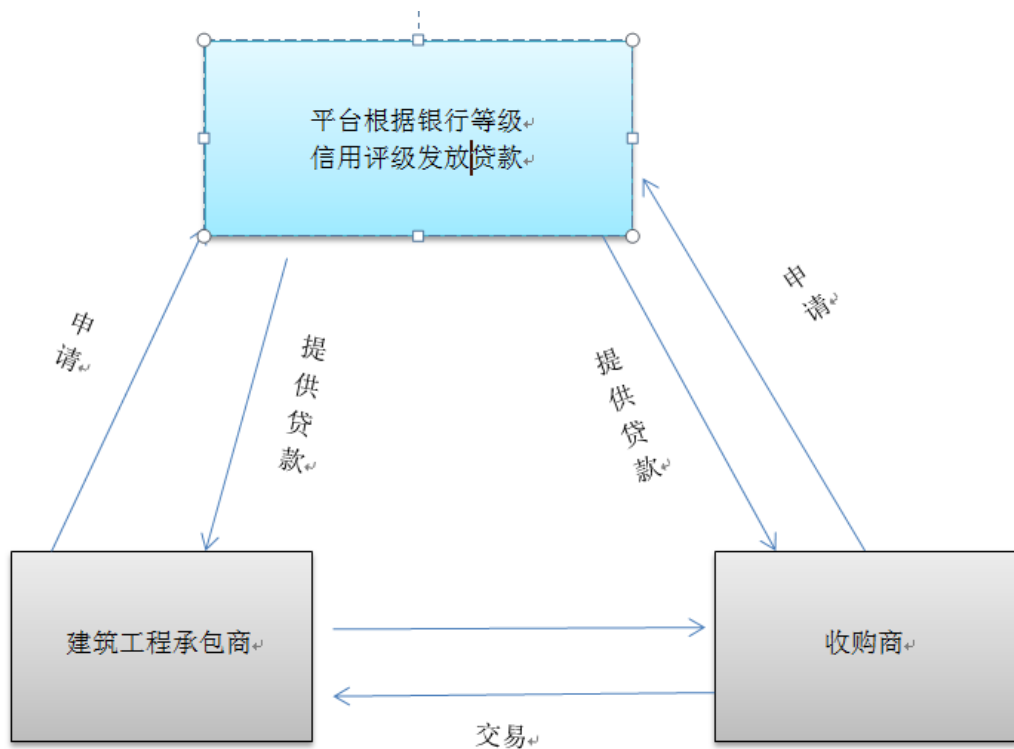 平台根据银行等级
信用评级发放贷款
申请
提供贷款
提供贷款
申请
建筑工程承包商
收购商
交易